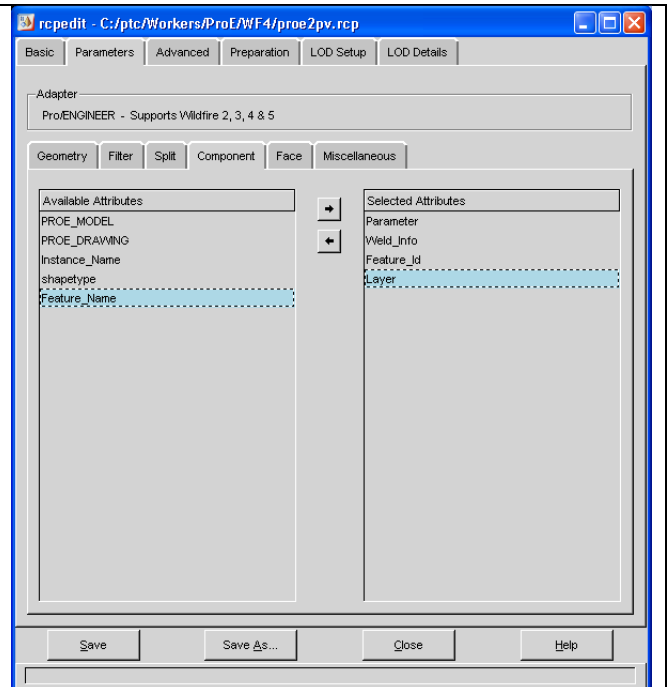 rcpedit - C:/ptc/Workers/ProE/WF4/proe2pv.rcp
Basic Parameters Advanced Preparation LOD Setup LOD Details
Adapter
Pro/ENGINEER - Supports Wildfire 2, 3, 4 & 5
Geometry Filter Split Component Face Miscellaneous
Available Attributes
PROE_MODEL
PROE_DRAWING
Instance_Name
shapetype
Feature_Name
Selected Attributes
Parameter
Weld_Info
Feature_Id
Layer
Save Save As... Close Help